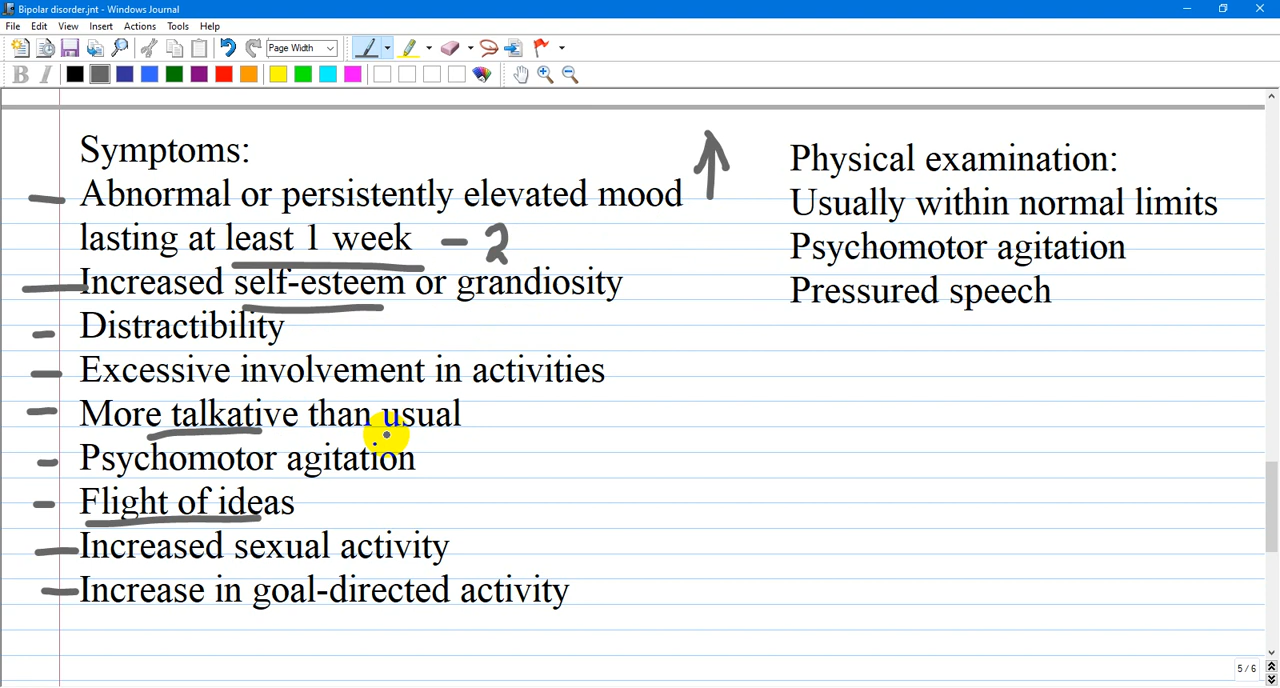 Bipolar disorder.jnt - Windows Journal
File Edit View Insert Actions Tools Help
Page Width
B I
Symptoms:
Abnormal or persistently elevated mood
lasting at least 1 week - 2
Increased self-esteem or grandiosity
Distractibility
Excessive involvement in activities
More talkative than usual
Psychomotor agitation
Flight of ideas
Increased sexual activity
Increase in goal-directed activity
Physical examination:
Usually within normal limits
Psychomotor agitation
Pressured speech
5 / 6